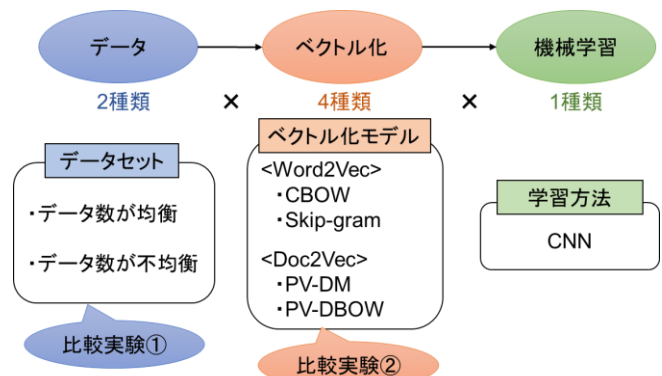 データ
ベクトル化
機械学習
2種類
×
4種類
×
1種類
データセット
・データ数が均衡
・データ数が不均衡
比較実験①
ベクトル化モデル
<Word2Vec>
・CBOW
・Skip-gram
<Doc2Vec>
・PV-DM
・PV-DBOW
比較実験②
学習方法
CNN